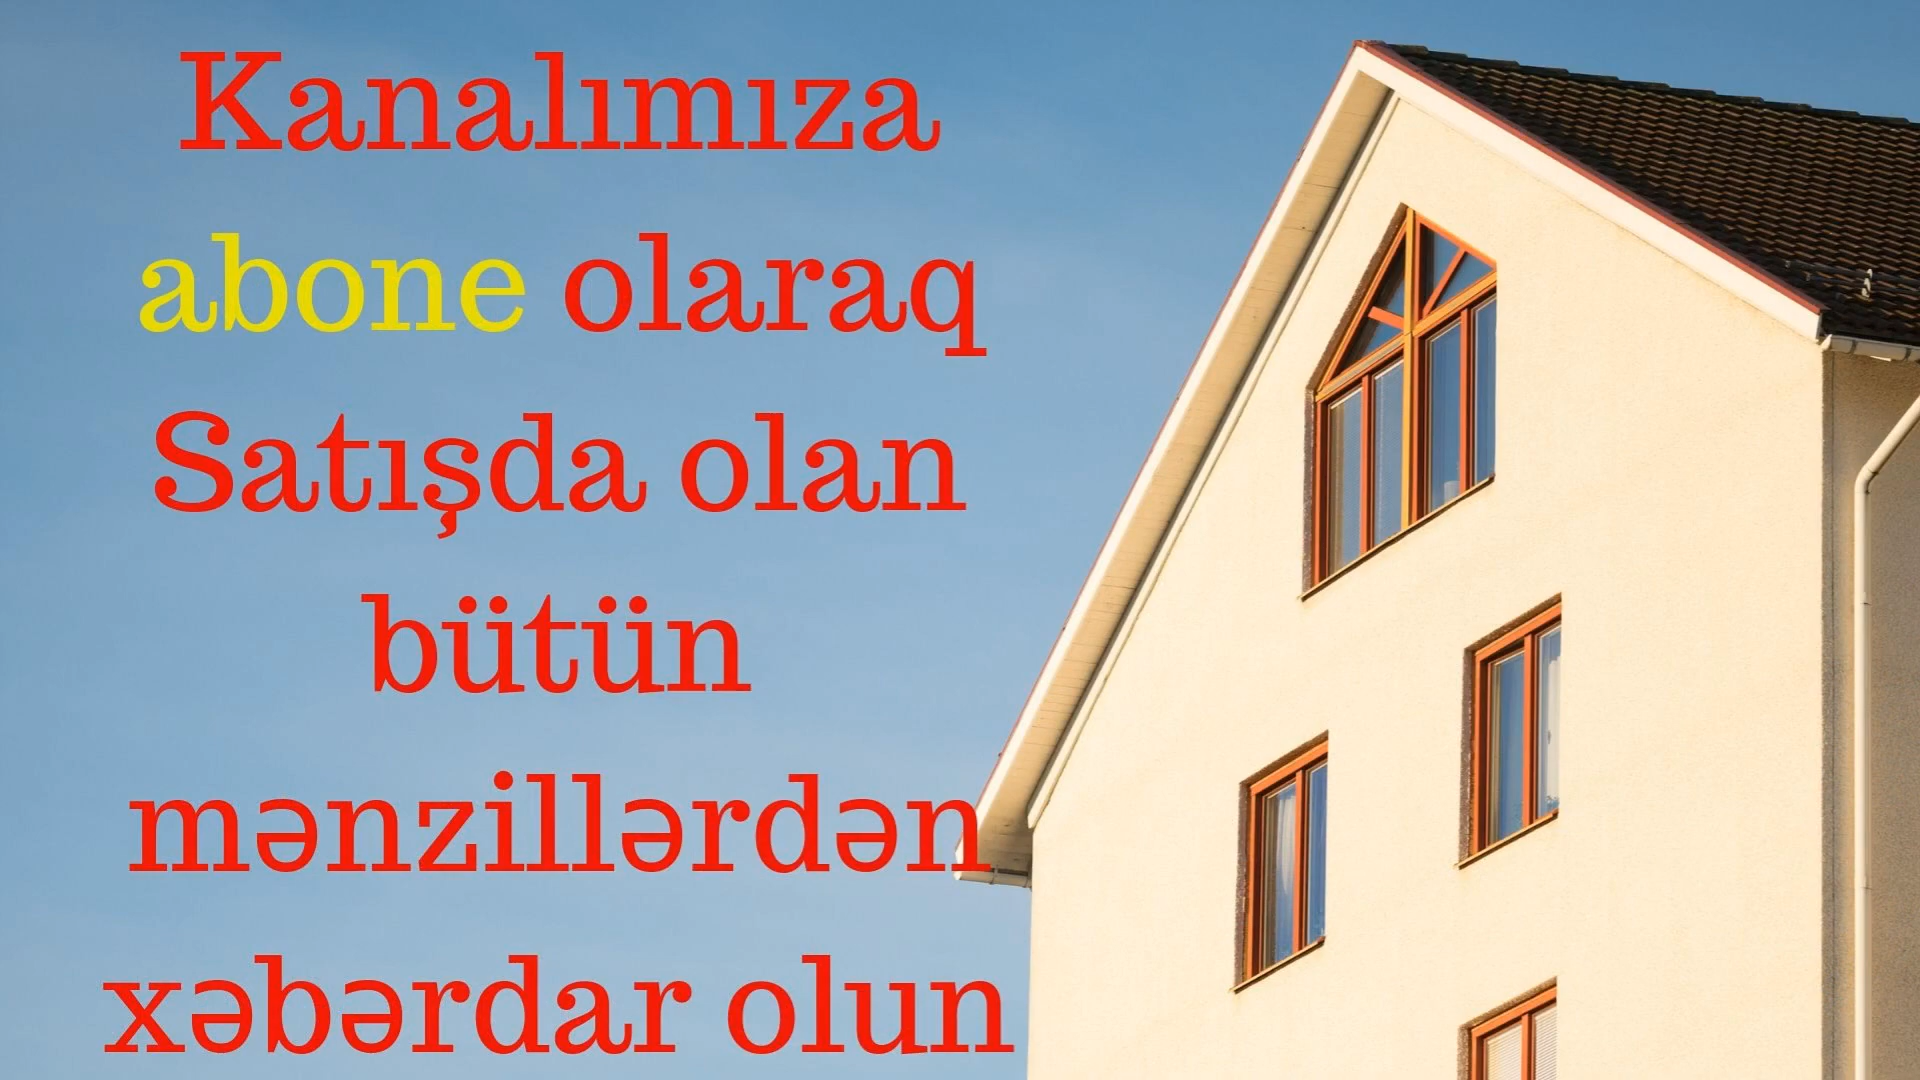 Kanalımıza
abone olaraq
Satışda olan
bütün
mənzillərdən
xəbərdar olun